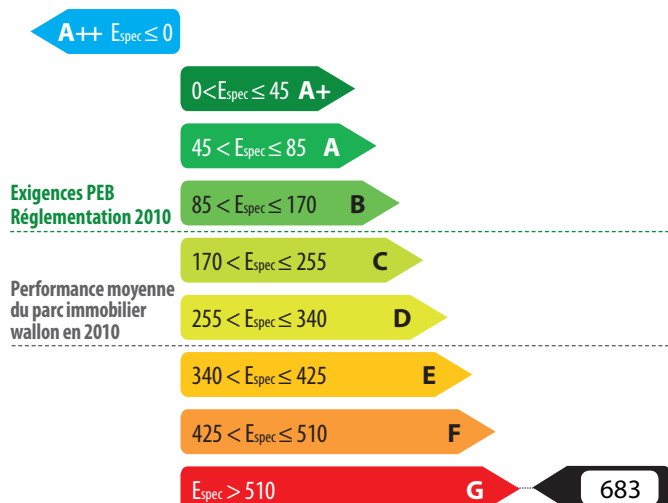 A++ Espec ≤ 0
0<Espec ≤ 45 A+
45 < Espec ≤ 85 A
Exigences PEB
Réglementation 2010
85 < Espec ≤ 170 B
170 < Espec ≤ 255 C
Performance moyenne
du parc immobilier
wallon en 2010
255 < Espec ≤ 340 D
340 < Espec ≤ 425 E
425 < Espec ≤ 510 F
Espec > 510 G 683